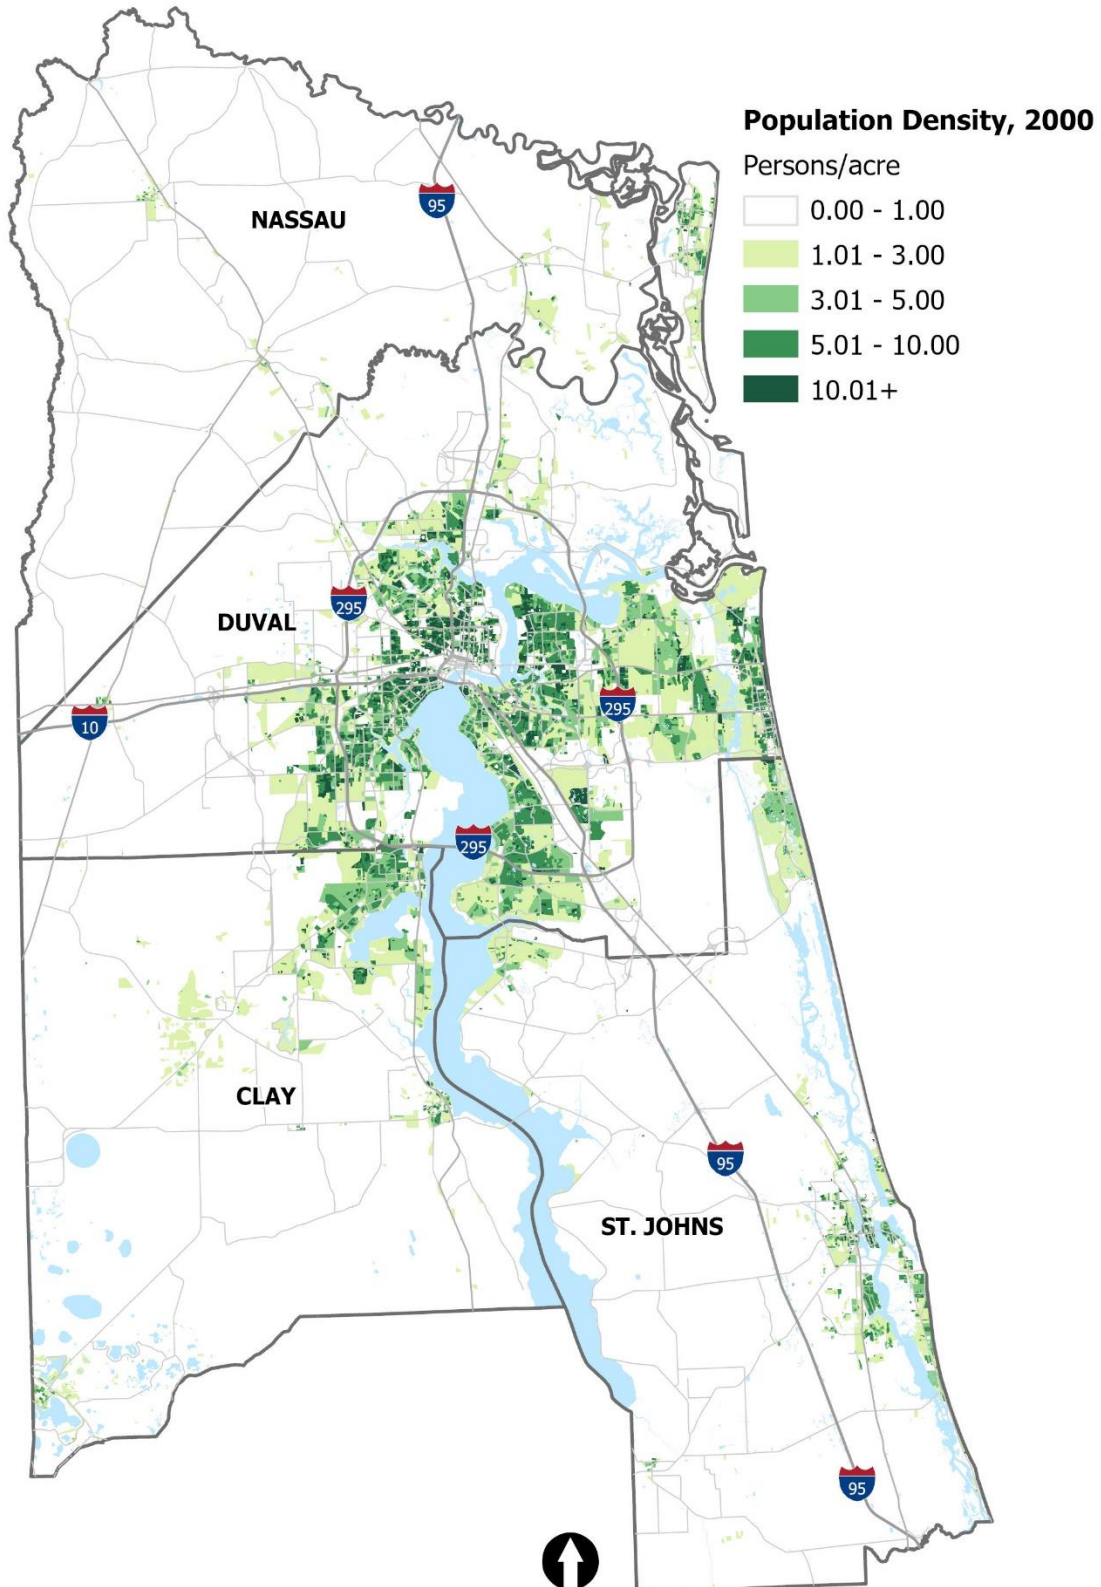 Population Density, 2000
Persons/acre
0.00 - 1.00
1.01 - 3.00
3.01 - 5.00
5.01 - 10.00
10.01+
95
NASSAU
295
DUVAL
295
10
295
CLAY
95
ST. JOHNS
95